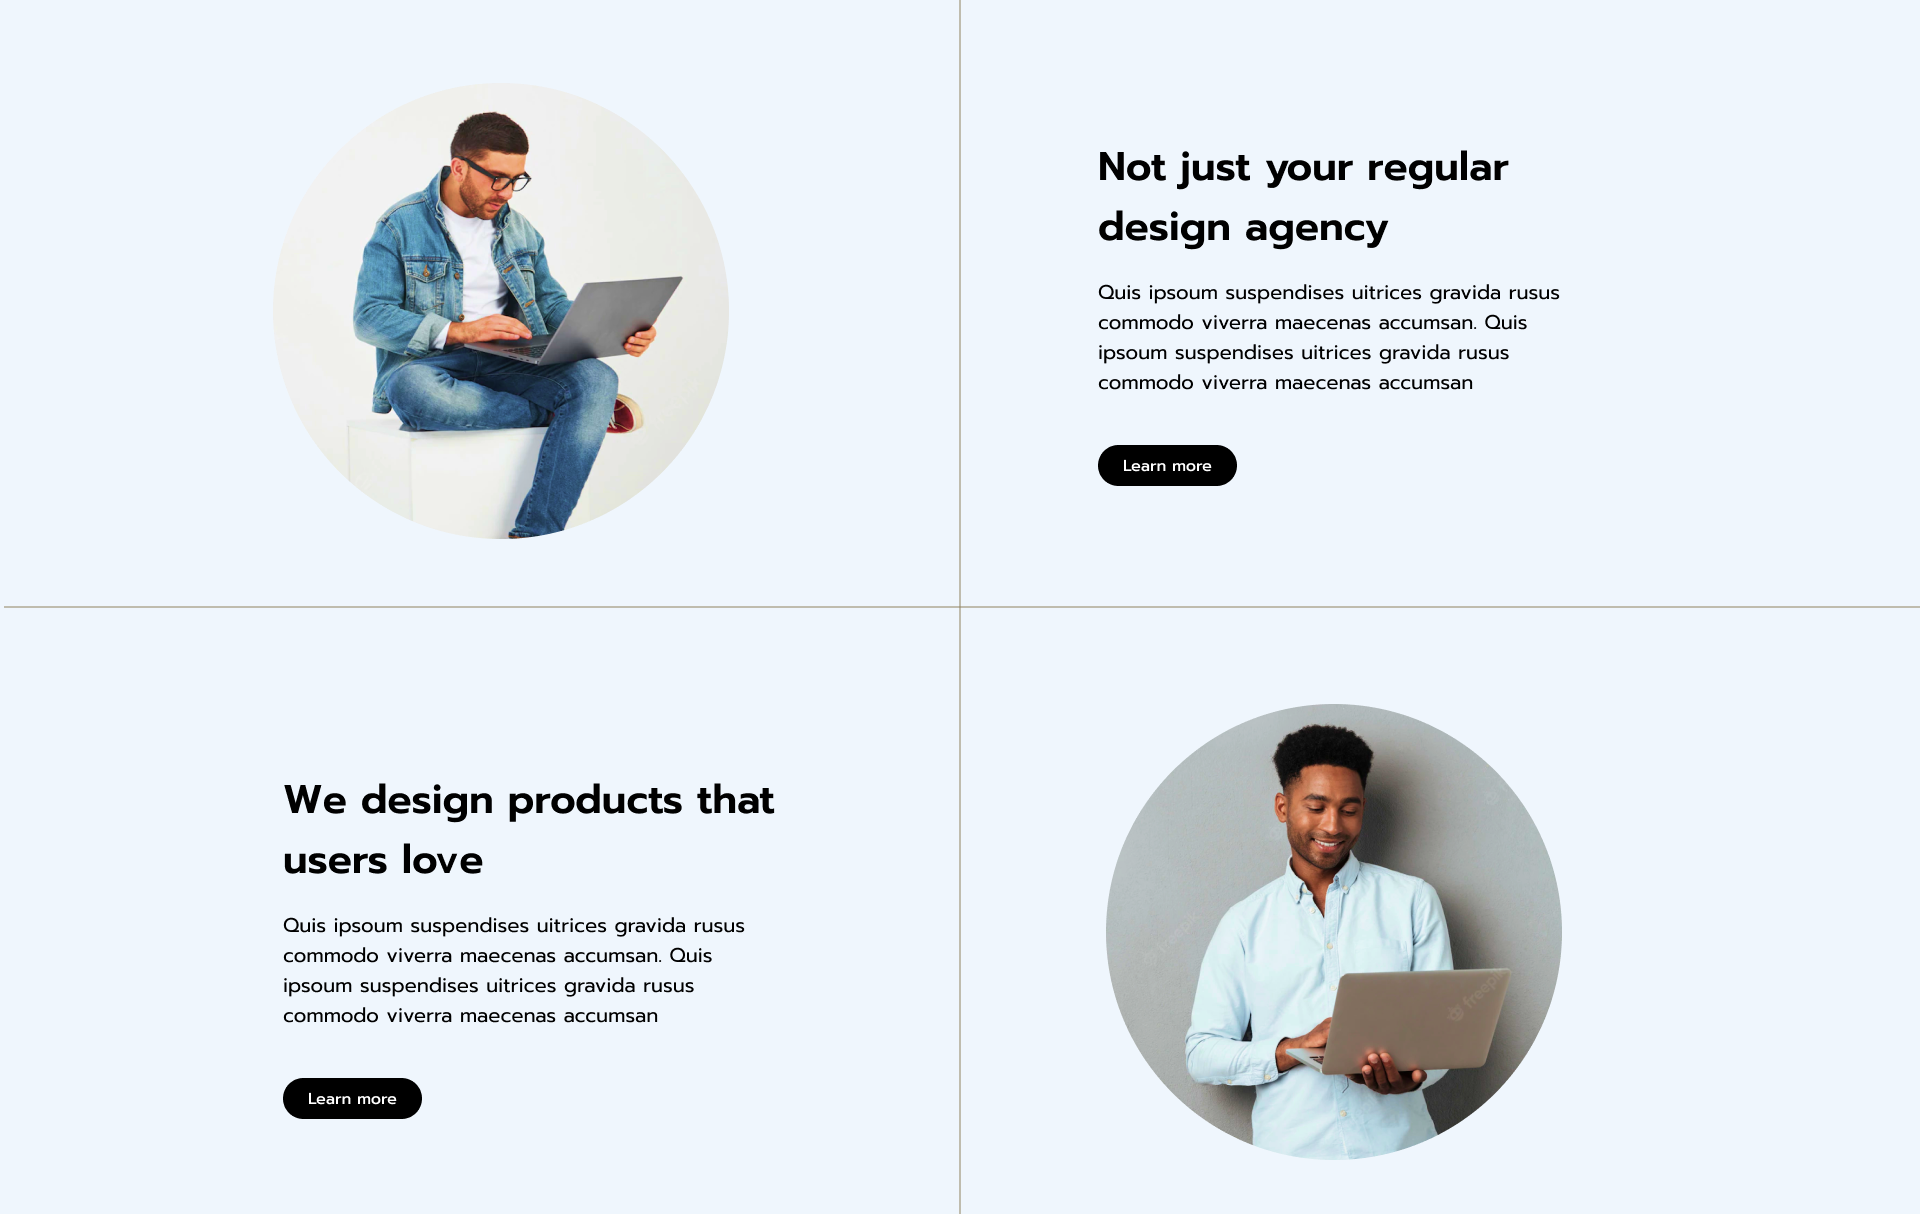 Not just your regular
design agency
Quis ipsoum suspendises uitrices gravida rusus
commodo viverra maecenas accumsan. Quis
ipsoum suspendises uitrices gravida rusus
commodo viverra maecenas accumsan
Learn more
We design products that
users love
Quis ipsoum suspendises uitrices gravida rusus
commodo viverra maecenas accumsan. Quis
ipsoum suspendises uitrices gravida rusus
commodo viverra maecenas accumsan
Learn more